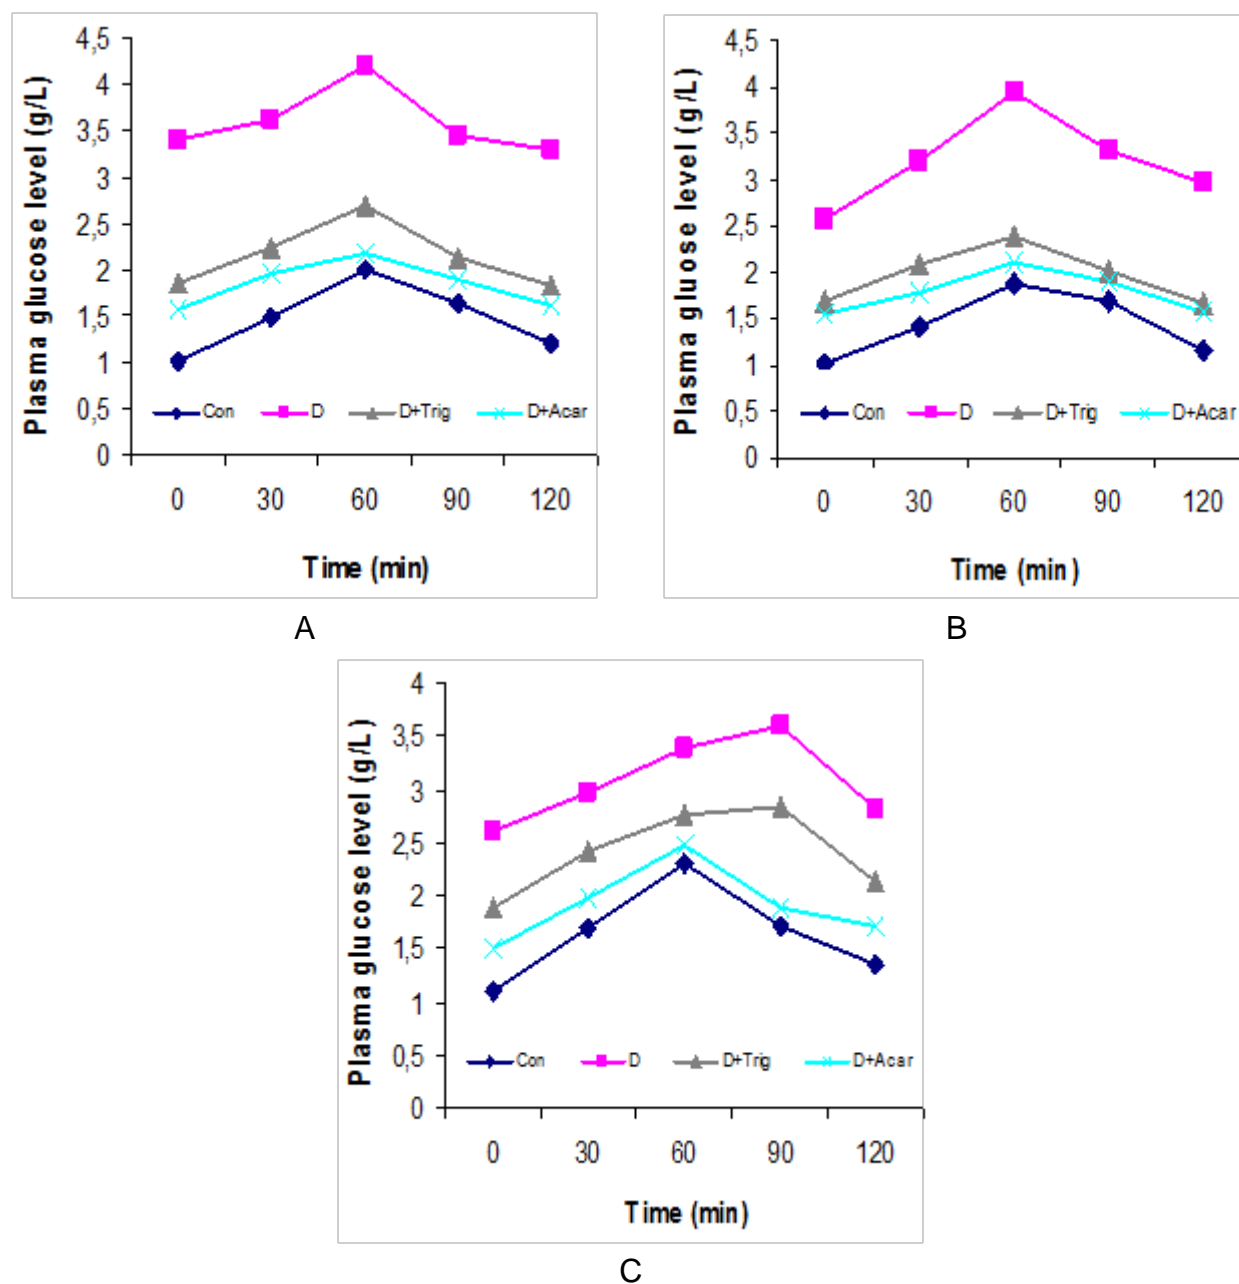 Plasma glucose level (g/L)
4,5
4
3,5
3
2,5
2
1,5
1
0,5
0
Con D D+Trig D+Acar
0 30 60 90 120
Time (min)
A
Plasma gluose level (g/L)
4,5
4
3,5
3
2,5
2
1,5
1
0,5
0
Con D D+Trig D+Acar
0 30 60 90 120
Time (min )
B
Plasma glucose level (g/L)
4
3,5
3
2,5
2
1,5
1
0,5
0
Con D D+Trig D+Acar
0 30 60 90 120
Time (min)
C